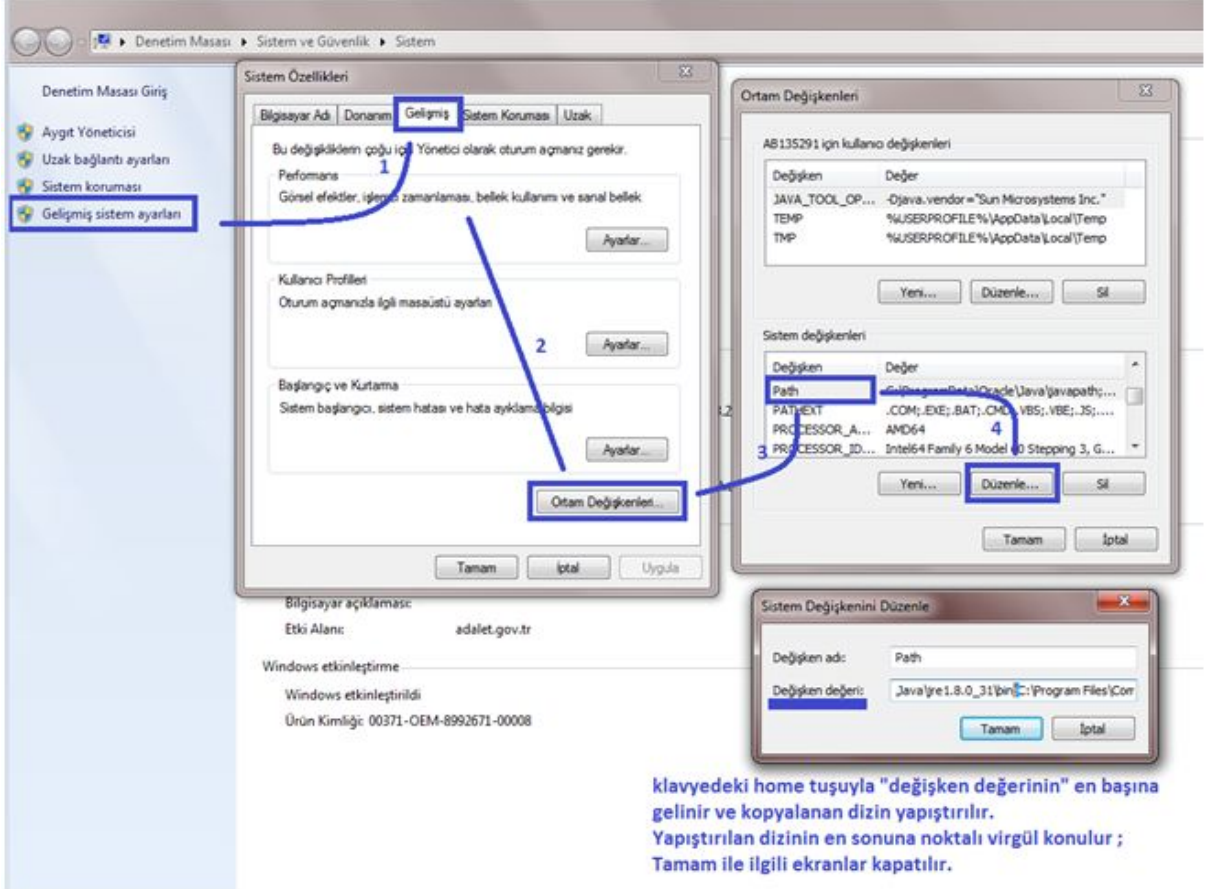 Denetim Masası ▸ Sistem ve Güvenlik ▸ Sistem
Denetim Masası Giriş
Aygıt Yöneticisi
Uzak bağlantı ayarları
Sistem koruması
Gelişmiş sistem ayarları
Sistem Özellikleri
Bilgisayar Adı Donanım Gelişmiş Sistem Koruması Uzak
Bu değişikliklerin çoğu için Yönetici olarak oturum açmanız gerekir.
1
Perfomans
Görsel efektler, işlemci zamanlaması, bellek kullanımı ve sanal bellek
Ayarlar...
Kullanıcı Profilleri
Oturum açmanızla ilgili masaüstü ayarları
2
Ayarlar...
Başlangıç ve Kurtarma
Sistem başlangıcı, sistem hatası ve hata ayıklama bilgisi
Ayarlar...
Ortam Değişkenleri...
Tamam İptal Uygula
Ortam Değişkenleri
AB135291 için kullanıcı değişkenleri
Değişken Değer
JAVA_TOOL_OP... -Djava.vendor="Sun Microsystems Inc."
TEMP %USERPROFILE%\AppData\Local\Temp
TMP %USERPROFILE%\AppData\Local\Temp
Yeni... Düzenle... Sil
Sistem değişkenleri
Değişken Değer
Path C:\ProgramData\Oracle\Java\javapath;...
PATHEXT .COM;.EXE;.BAT;.CMD;.VBS;.VBE;.JS;....
PROCESSOR_A... AMD64
4
3
PROCESSOR_ID... Intel64 Family 6 Model 60 Stepping 3, G...
Yeni... Düzenle... Sil
Tamam İptal
Bilgisayar açıklaması:
Etki Alanı: adalet.gov.tr
Windows etkinleştirme
Windows etkinleştirildi
Ürün Kimliği: 00371-OEM-8992671-00008
Sistem Değişkenini Düzenle
Değişken adı: Path
Değişken değeri: Java\jre1.8.0_31\bin;C:\Program Files\Com
Tamam İptal
klavyedeki home tuşuyla "değişken değerinin" en başına
gelinir ve kopyalanan dizin yapıştırılır.
Yapıştırılan dizinin en sonuna noktalı virgül konulur ;
Tamam ile ilgili ekranlar kapatılır.